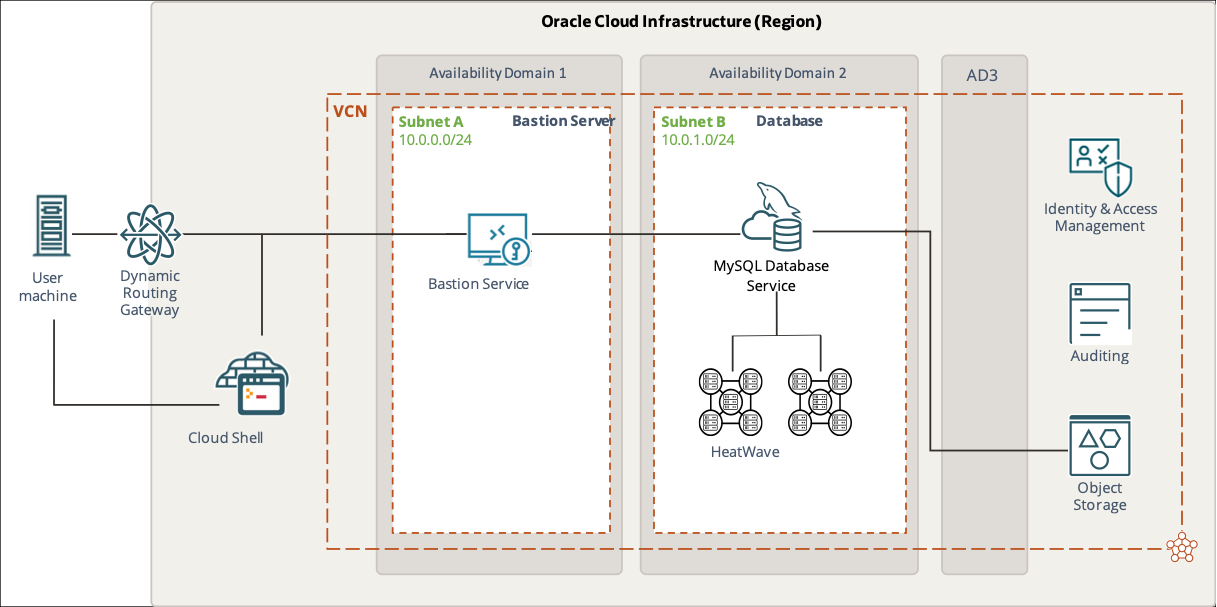 Oracle Cloud Infrastructure (Region)
Availability Domain 1
Availability Domain 2
AD3
VCN
Subnet A
10.0.0.0/24
Bastion Server
Subnet B
10.0.1.0/24
Database
User
machine
Dynamic
Routing
Gateway
Cloud Shell
Bastion Service
MySQL Database
Service
HeatWave
Identity & Access
Management
Auditing
Object
Storage